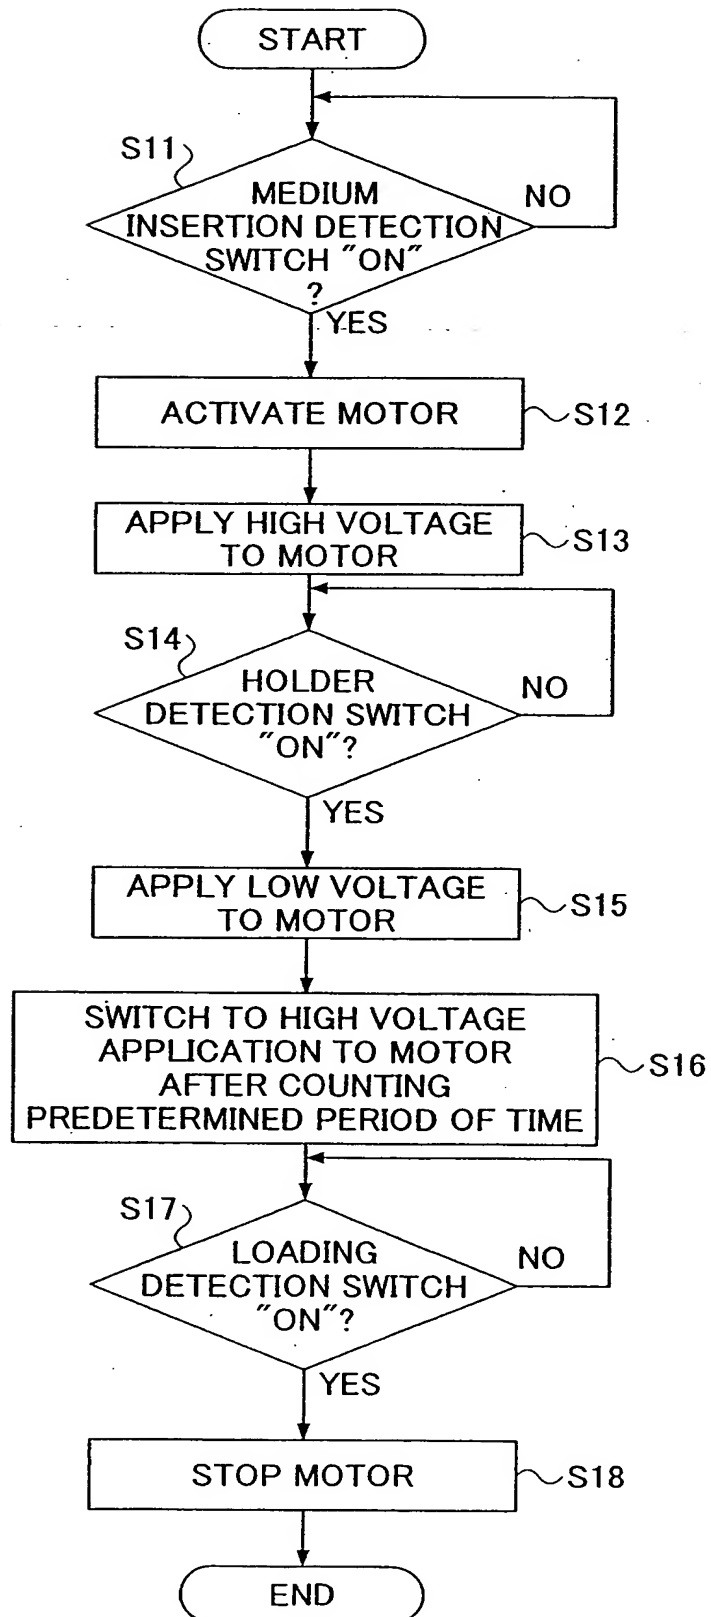 START
S11
MEDIUM
INSERTION DETECTION
SWITCH "ON"
?
NO
YES
ACTIVATE MOTOR
S12
APPLY HIGH VOLTAGE
TO MOTOR
S13
S14
HOLDER
DETECTION SWITCH
"ON"?
NO
YES
APPLY LOW VOLTAGE
TO MOTOR
S15
SWITCH TO HIGH VOLTAGE
APPLICATION TO MOTOR
AFTER COUNTING
PREDETERMINED PERIOD OF TIME
S16
S17
LOADING
DETECTION SWITCH
"ON"?
NO
YES
STOP MOTOR
S18
END